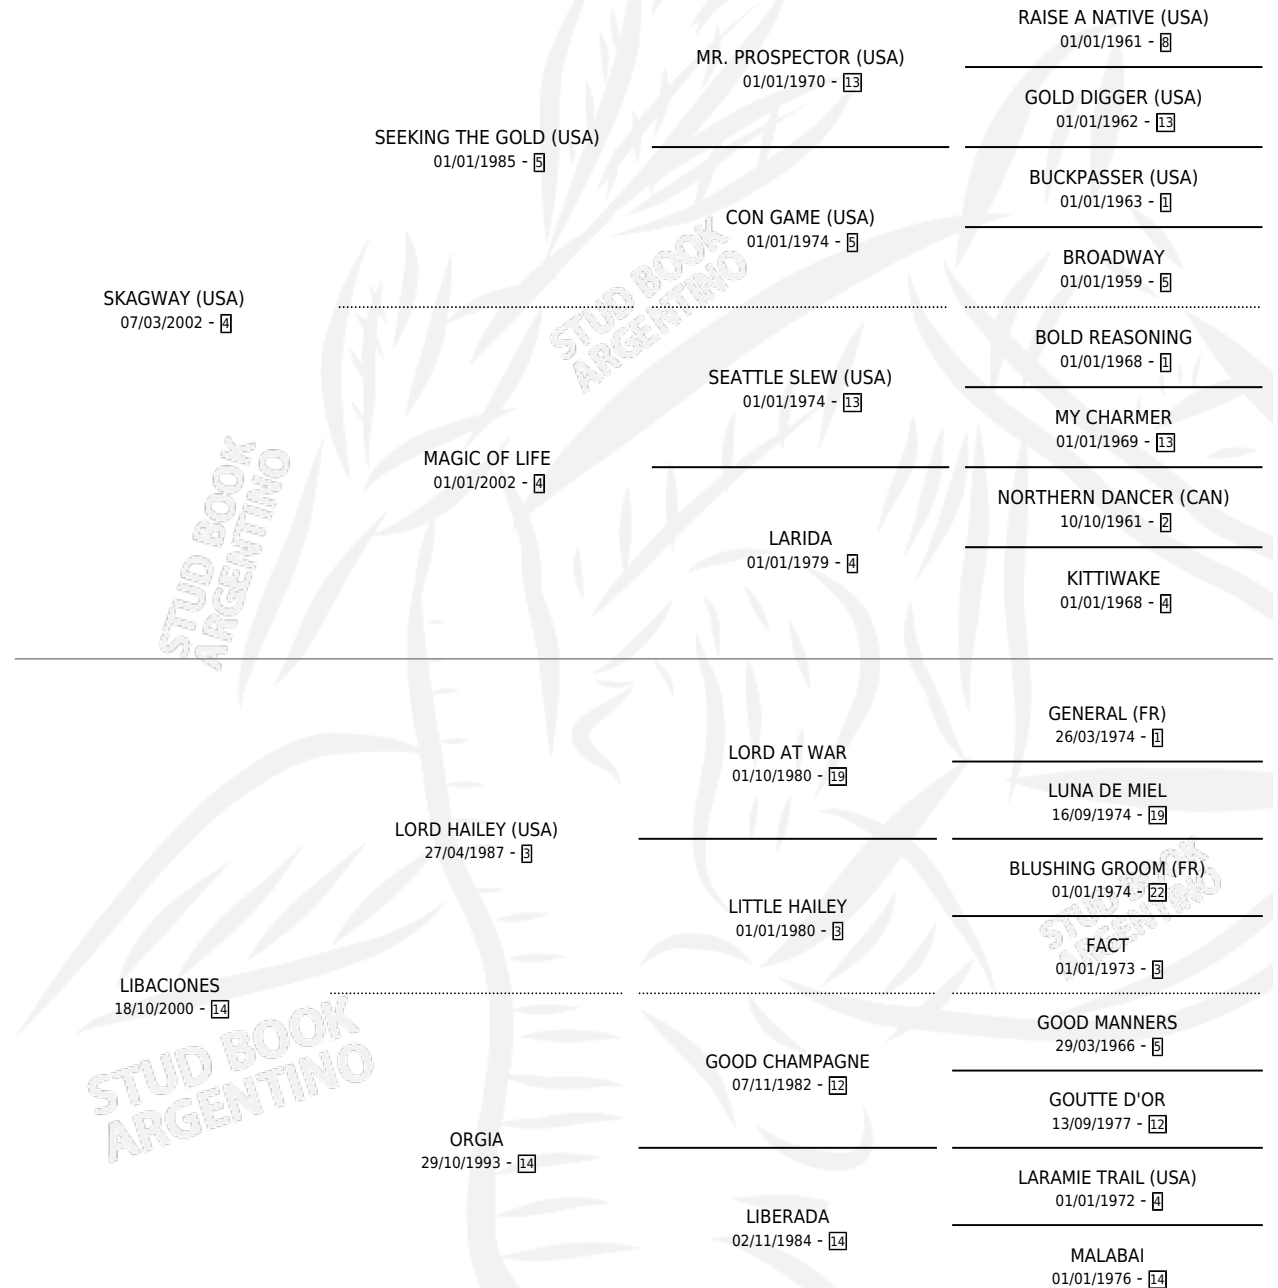 RAISE A NATIVE (USA)
01/01/1961 - 8
MR. PROSPECTOR (USA)
01/01/1970 - 13
GOLD DIGGER (USA)
01/01/1962 - 13
SEEKING THE GOLD (USA)
01/01/1985 - 5
BUCKPASSER (USA)
01/01/1963 - 1
CON GAME (USA)
01/01/1974 - 5
BROADWAY
01/01/1959 - 5
SKAGWAY (USA)
07/03/2002 - 4
STUD BOOK
ARGENTINO
BOLD REASONING
01/01/1968 - 1
SEATTLE SLEW (USA)
01/01/1974 - 13
MY CHARMER
01/01/1969 - 13
MAGIC OF LIFE
01/01/2002 - 4
STUD BOOK
ARGENTINO
NORTHERN DANCER (CAN)
10/10/1961 - 2
LARIDA
01/01/1979 - 4
KITTIWAKE
01/01/1968 - 4
GENERAL (FR)
26/03/1974 - 1
LORD AT WAR
01/10/1980 - 19
LUNA DE MIEL
16/09/1974 - 19
LORD HAILEY (USA)
27/04/1987 - 3
BLUSHING GROOM (FR)
01/01/1974 - 22
STUD BOOK
ARGENTINO
LITTLE HAILEY
01/01/1980 - 3
FACT
01/01/1973 - 3
LIBACIONES
18/10/2000 - 14
STUD BOOK
ARGENTINO
GOOD MANNERS
29/03/1966 - 5
GOOD CHAMPAGNE
07/11/1982 - 12
GOUTTE D'OR
13/09/1977 - 12
ORGIA
29/10/1993 - 14
LARAMIE TRAIL (USA)
01/01/1972 - 4
LIBERADA
02/11/1984 - 14
MALABAI
01/01/1976 - 14